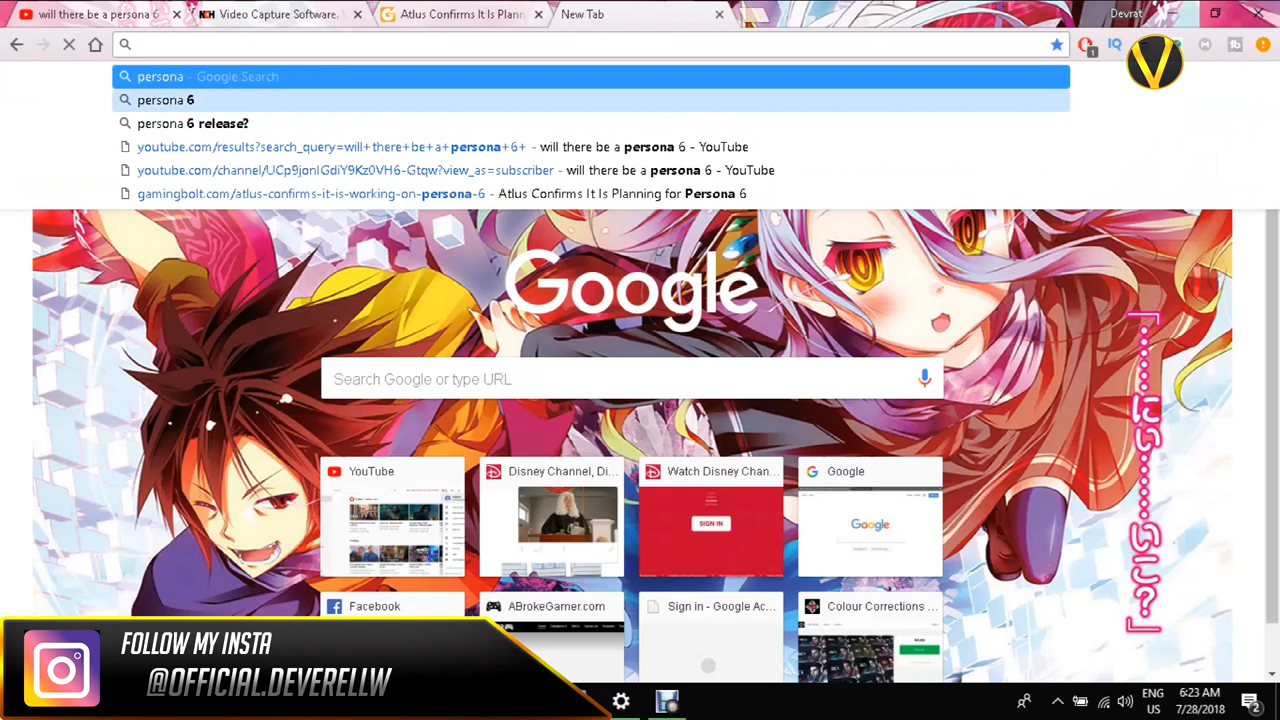 will there be a persona 6
Video Capture Software.
Atlus Confirms It Is Plann
New Tab
Devrat
persona - Google Search
persona 6
persona 6 release?
youtube.com/results?search_query=will+there+be+a+persona+6+ - will there be a persona 6 - YouTube
youtube.com/channel/UCp9jonIGdiY9Kz0VH6-Gtqw?view_as=subscriber - will there be a persona 6 - YouTube
gamingbolt.com/atlus-confirms-it-is-working-on-persona-6 - Atlus Confirms It Is Planning for Persona 6
IQ
1
V
Google
Search Google or type URL
YouTube
Disney Channel, Di...
Watch Disney Chan...
Google
SIGN IN
Google
Facebook
ABrokeGamer.com
Sign in - Google Ac...
Colour Corrections ...
FOLLOW MY INSTA
@OFFICIAL.DEVERELLW
ENG
US
6:23 AM
7/28/2018
2